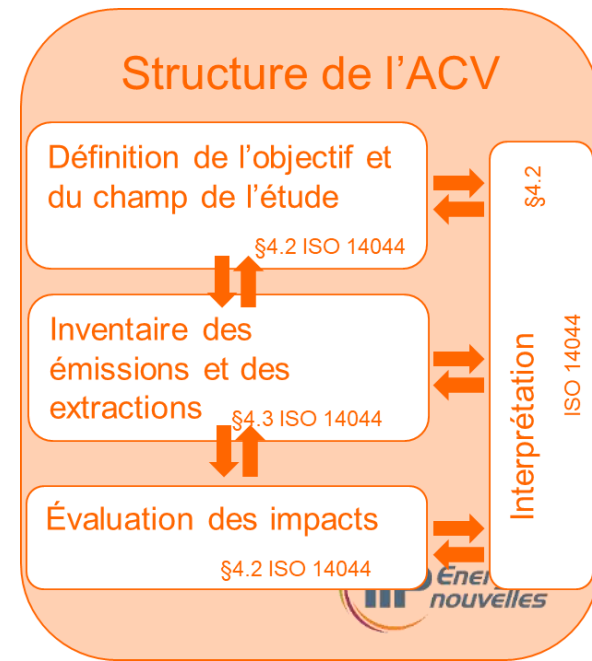 Structure de l'ACV
Définition de l'objectif et
du champ de l'étude
§4.2 ISO 14044
Inventaire des
émissions et des
extractions
§4.3 ISO 14044
Évaluation des impacts
§4.2 ISO 14044
Interprétation
§4.2
ISO 14044
nouvelles